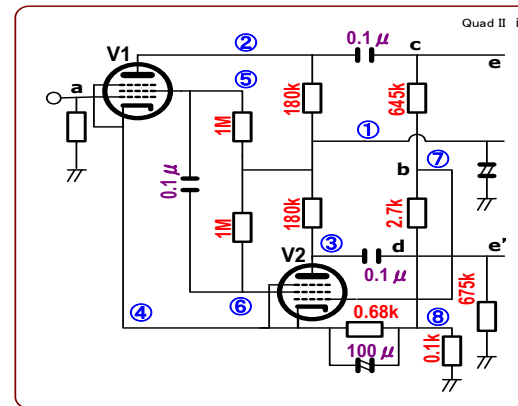 Quad II i
② 0.1μ c
V1 e
a ⑤ 180k 645k
1M ①
b ⑦
0.1μ
1M 180k 2.7k
V2 ③ d e'
0.1μ
④ ⑥ 675k
0.68k ⑧
100μ 0.1k